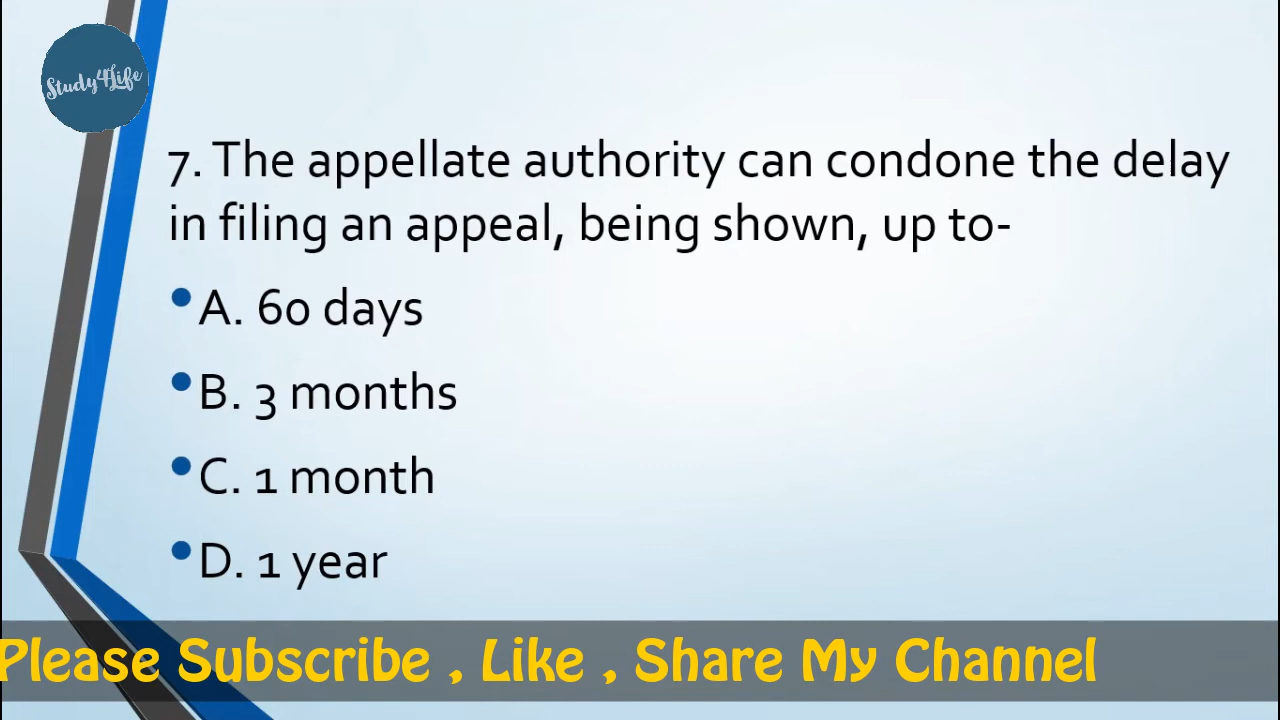 Study4Life
7. The appellate authority can condone the delay
in filing an appeal, being shown, up to-
• A. 60 days
• B. 3 months
• C. 1 month
• D. 1 year
Please Subscribe , Like , Share My Channel